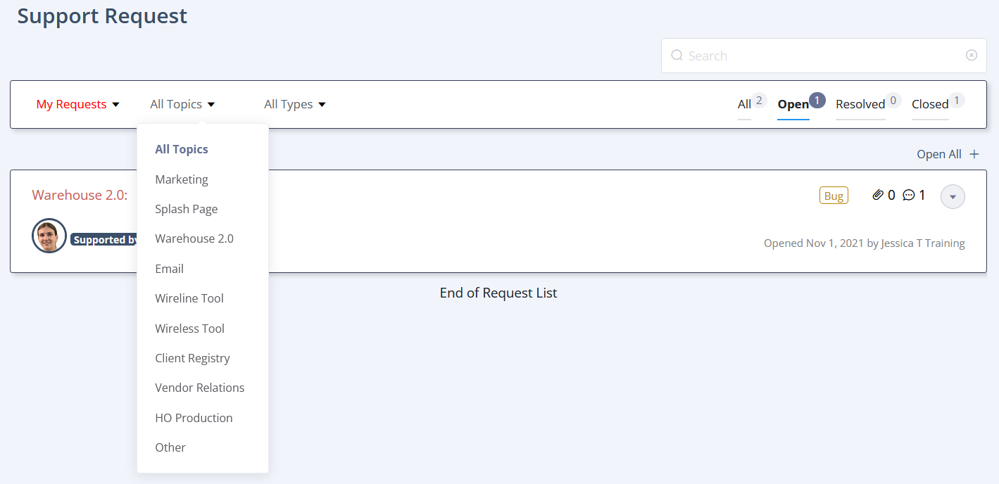 Support Request
Search
My Requests All Topics All Types All 2 Open 1 Resolved 0 Closed 1
All Topics
Marketing
Splash Page
Warehouse 2.0
Email
Wireline Tool
Wireless Tool
Client Registry
Vendor Relations
HO Production
Other
Open All +
Warehouse 2.0: Bug 0 1
Supported by
Opened Nov 1, 2021 by Jessica T Training
End of Request List